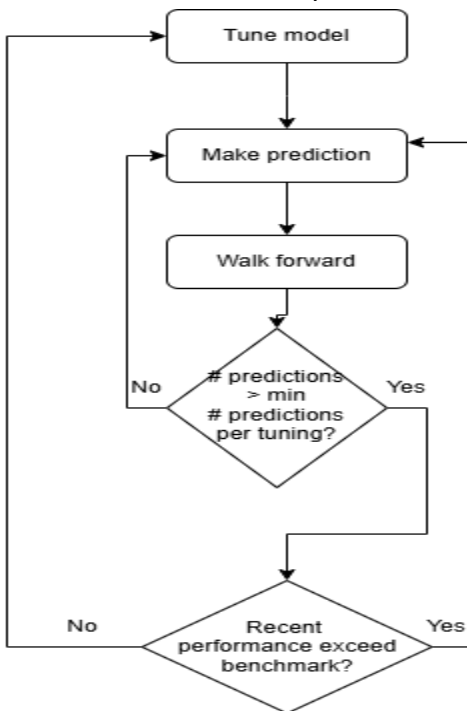 Tune model
Make prediction
Walk forward
No
# predictions
> min
# predictions
per tuning?
Yes
No
Recent
performance exceed
benchmark?
Yes